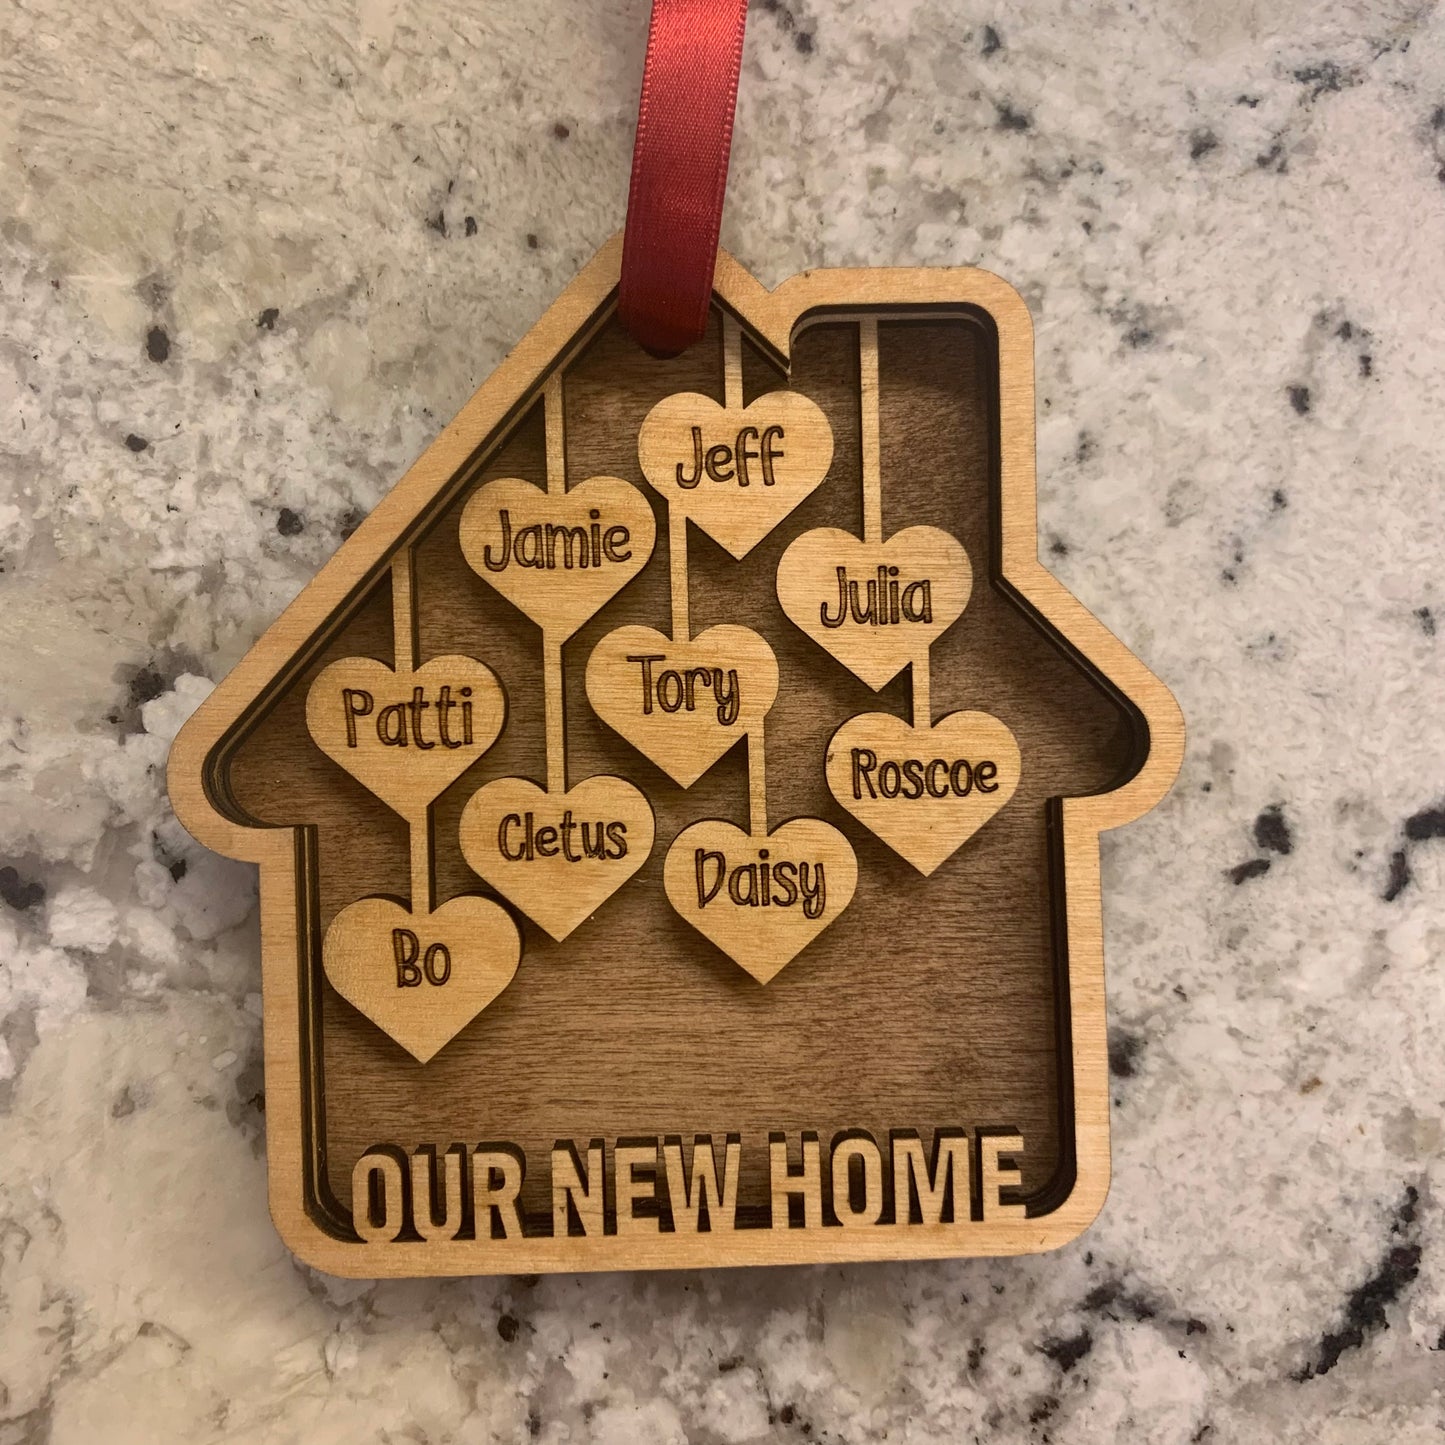 Jeff
Jamie
Julia
Tory
Patti
Roscoe
Cletus
Daisy
Bo
OUR NEW HOME